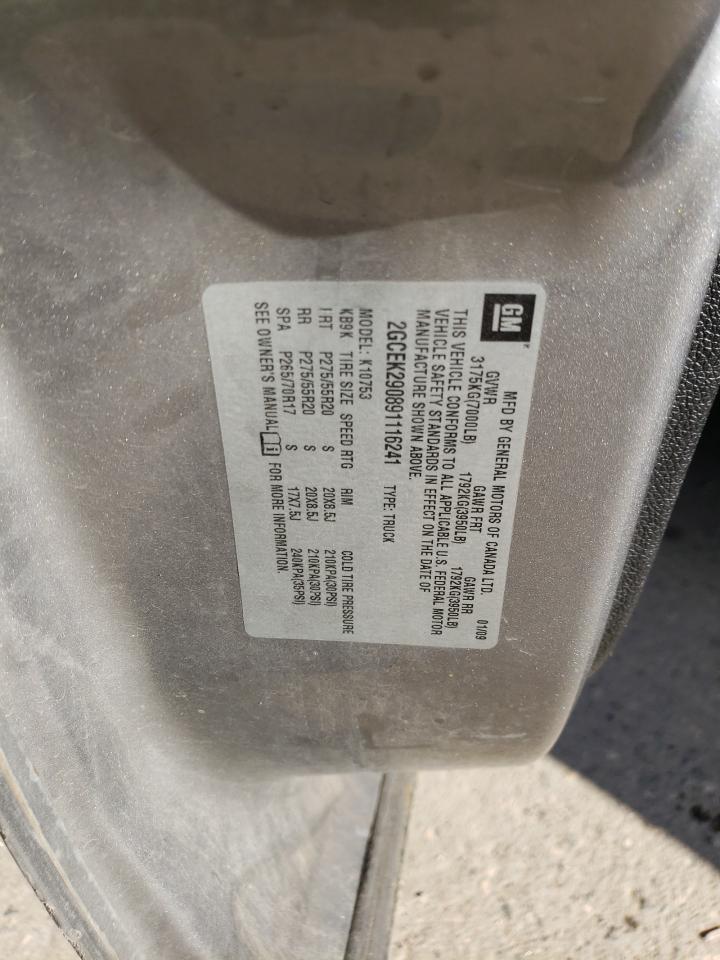 GM
MFD BY GENERAL MOTORS OF CANADA LTD. 01/09
GVWR GAWR FRT GAWR RR
3175KG(7000LB) 1792KG(3950LB) 1792KG(3950LB)
THIS VEHICLE CONFORMS TO ALL APPLICABLE U.S. FEDERAL MOTOR
VEHICLE SAFETY STANDARDS IN EFFECT ON THE DATE OF
MANUFACTURE SHOWN ABOVE.
2GCEK290891116241 TYPE: TRUCK
MODEL: K10753
KB9K TIRE SIZE SPEED RTG RIM COLD TIRE PRESSURE
FRT P275/55R20 S 20X8.5J 210KPA(30PSI)
RR P275/55R20 S 20X8.5J 210KPA(30PSI)
SPA P265/70R17 S 17X7.5J 240KPA(35PSI)
SEE OWNER'S MANUAL FOR MORE INFORMATION.